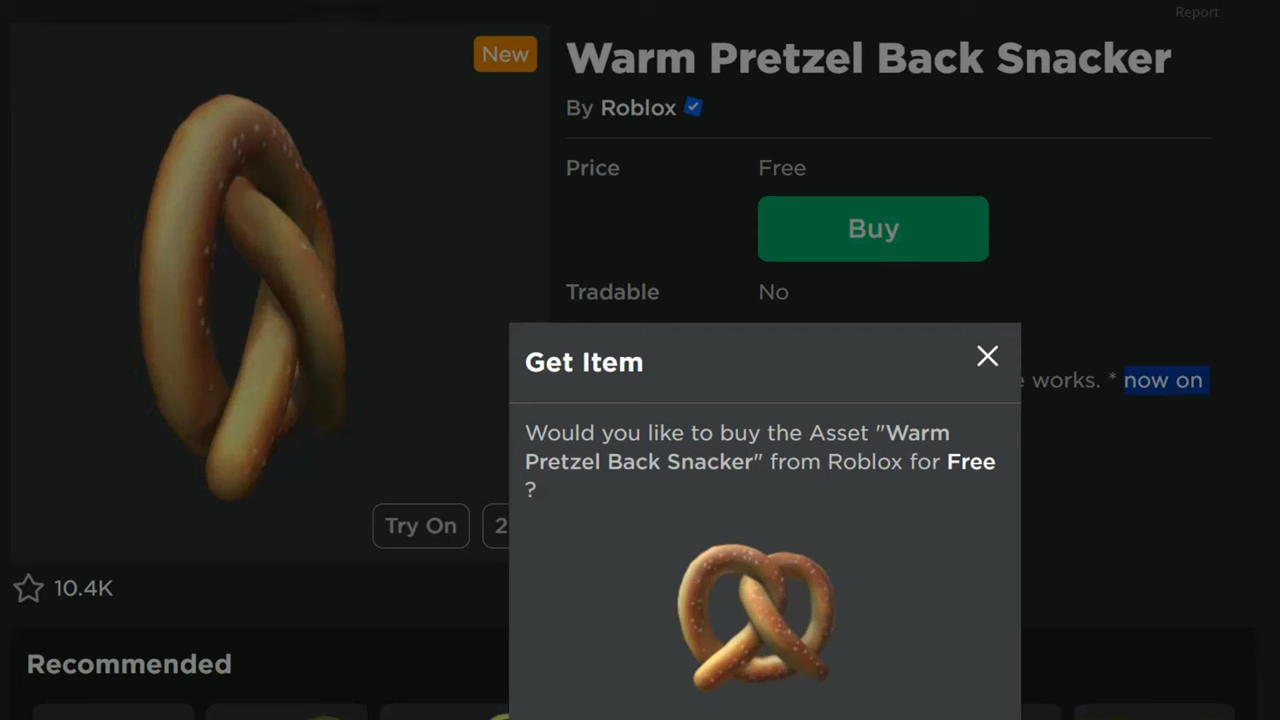 Report
New
Warm Pretzel Back Snacker
By Roblox
Price Free
Buy
Tradable No
Get Item
works. * now on
Would you like to buy the Asset "Warm
Pretzel Back Snacker" from Roblox for Free
?
Try On 2
10.4K
Recommended